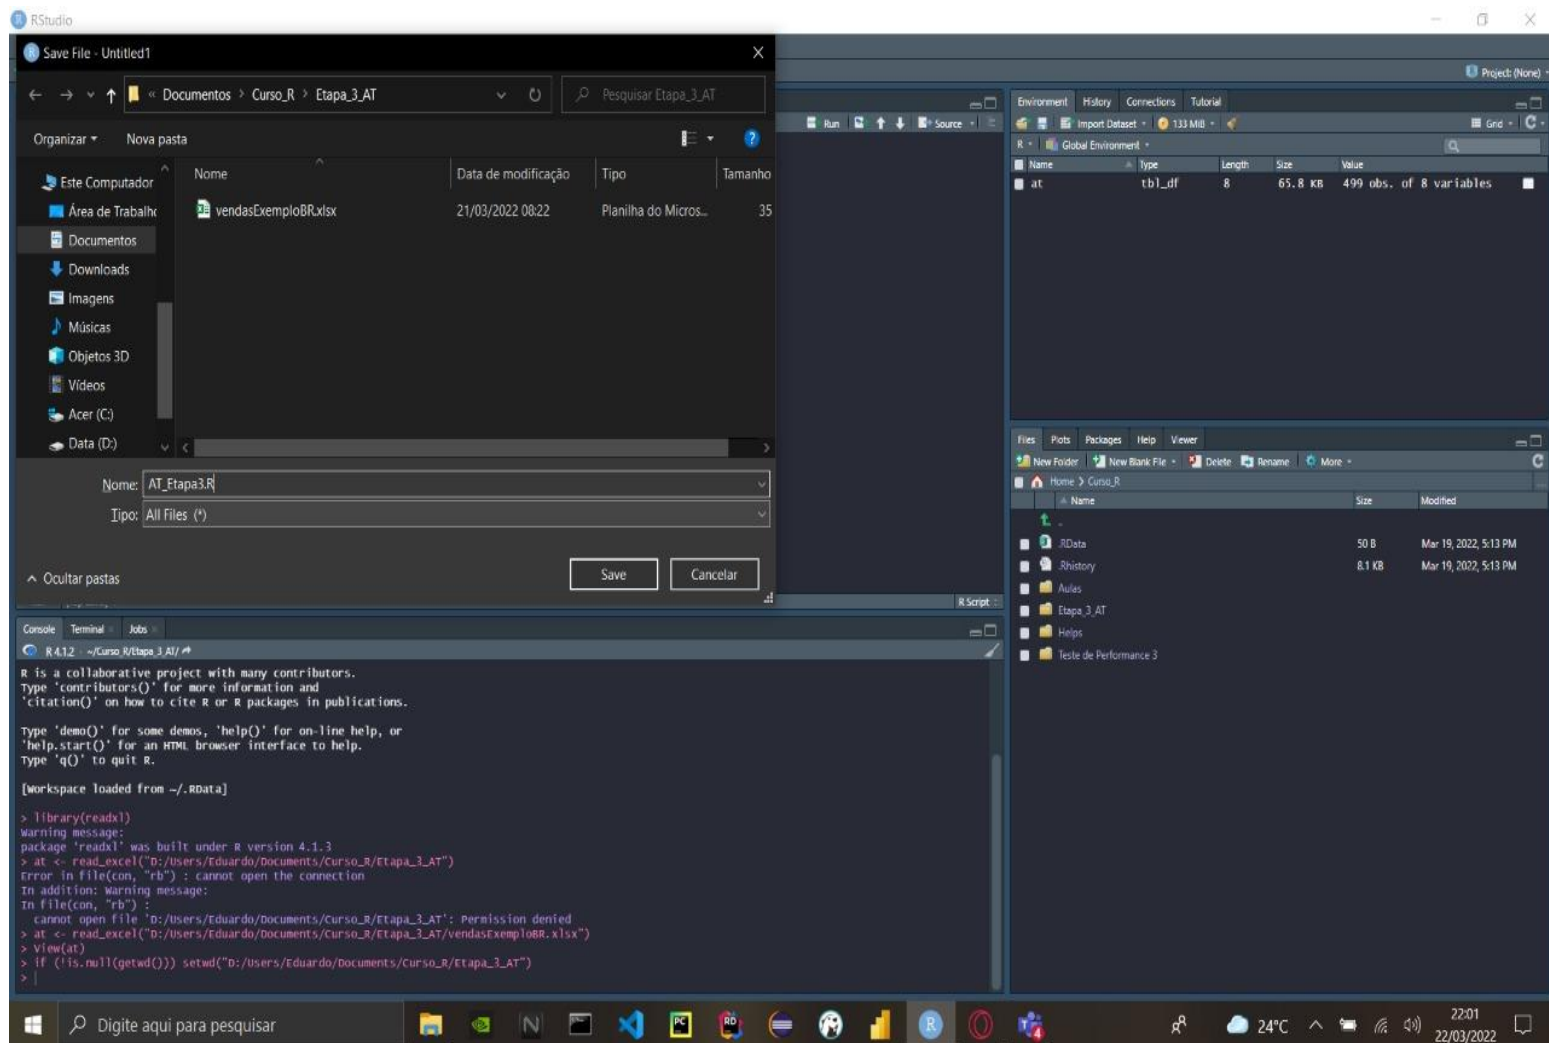 RStudio
Save File - Untitled1
« Documentos > Curso_R > Etapa_3_AT
Pesquisar Etapa_3_AT
Organizar
Nova pasta
Este Computador
Área de Trabalho
Documentos
Downloads
Imagens
Músicas
Objetos 3D
Vídeos
Acer (C:)
Data (D:)
Nome Data de modificação Tipo Tamanho
vendasExemploBR.xlsx 21/03/2022 08:22 Planilha do Micros... 35
Nome: AT_Etapa3.R
Tipo: All Files (*)
Ocultar pastas
Save Cancelar
Project: (None)
Run Source
R Script
Environment History Connections Tutorial
Import Dataset 133 MiB Grid
R Global Environment
Name Type Length Size Value
at tbl_df 8 65.8 KB 499 obs. of 8 variables
Files Plots Packages Help Viewer
New Folder New Blank File Delete Rename More
Home > Curso_R
Name Size Modified
..
.RData 50 B Mar 19, 2022, 5:13 PM
.Rhistory 8.1 KB Mar 19, 2022, 5:13 PM
Aulas
Etapa_3_AT
Helps
Teste de Performance 3
Console Terminal Jobs
R 4.1.2 · ~/Curso_R/Etapa_3_AT/
R is a collaborative project with many contributors.
Type 'contributors()' for more information and
'citation()' on how to cite R or R packages in publications.
Type 'demo()' for some demos, 'help()' for on-line help, or
'help.start()' for an HTML browser interface to help.
Type 'q()' to quit R.
[Workspace loaded from ~/.RData]
> library(readxl)
Warning message:
package 'readxl' was built under R version 4.1.3
> at <- read_excel("D:/Users/Eduardo/Documents/Curso_R/Etapa_3_AT")
Error in file(con, "rb") : cannot open the connection
In addition: Warning message:
In file(con, "rb") :
cannot open file 'D:/Users/Eduardo/Documents/Curso_R/Etapa_3_AT': Permission denied
> at <- read_excel("D:/Users/Eduardo/Documents/Curso_R/Etapa_3_AT/vendasExemploBR.xlsx")
> View(at)
> if (!is.null(getwd())) setwd("D:/Users/Eduardo/Documents/Curso_R/Etapa_3_AT")
>
Digite aqui para pesquisar
24°C
22:01
22/03/2022